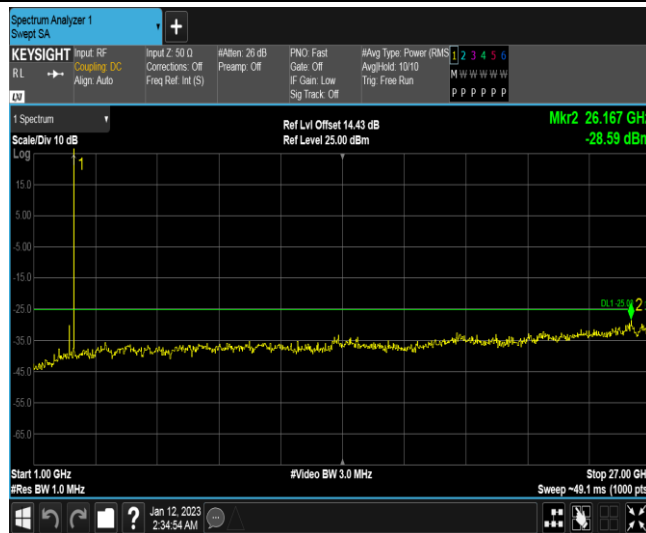 Spectrum Analyzer 1
Swept SA
+
KEYSIGHT
RL
LXI
Input: RF
Coupling: DC
Align: Auto
Input Z: 50 Ω
Corrections: Off
Freq Ref: Int (S)
#Atten: 26 dB
Preamp: Off
PNO: Fast
Gate: Off
IF Gain: Low
Sig Track: Off
#Avg Type: Power (RMS
Avg|Hold: 10/10
Trig: Free Run
1 2 3 4 5 6
M W W W W W
P P P P P P
1 Spectrum
Scale/Div 10 dB
Log
Ref Lvl Offset 14.43 dB
Ref Level 25.00 dBm
Mkr2 26.167 GHz
-28.59 dBm
1
15.0
5.00
-5.00
-15.0
-25.0
DL1 -25.00
2
-35.0
-45.0
-55.0
-65.0
Start 1.00 GHz
#Res BW 1.0 MHz
#Video BW 3.0 MHz
Stop 27.00 GHz
Sweep ~49.1 ms (1000 pts)
?
Jan 12, 2023
2:34:54 AM